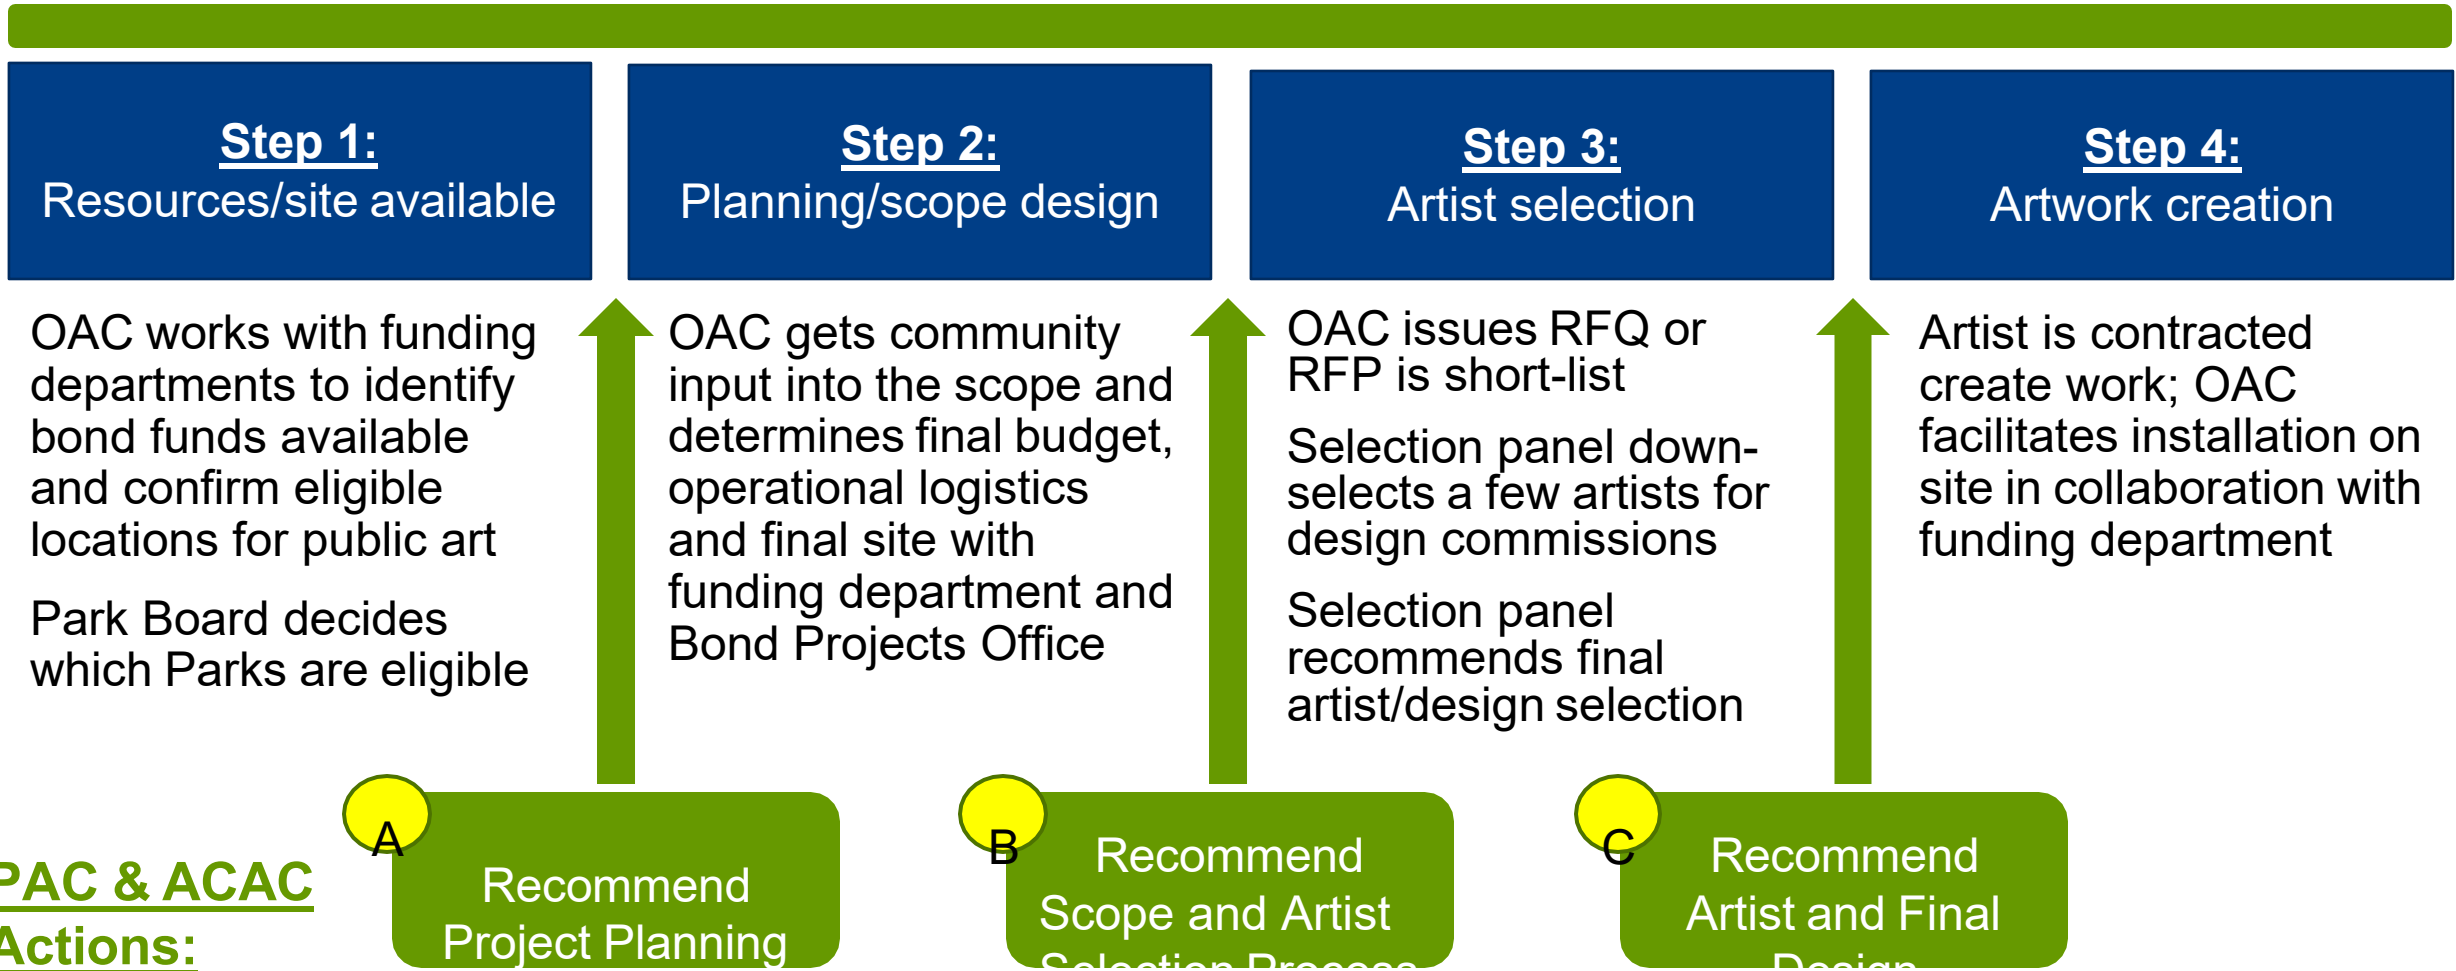 Step 1:
Resources/site available
Step 2:
Planning/scope design
Step 3:
Artist selection
Step 4:
Artwork creation
OAC works with funding
departments to identify
bond funds available
and confirm eligible
locations for public art
Park Board decides
which Parks are eligible
OAC gets community
input into the scope and
determines final budget,
operational logistics
and final site with
funding department and
Bond Projects Office
OAC issues RFQ or
RFP is short-list
Selection panel down-
selects a few artists for
design commissions
Selection panel
recommends final
artist/design selection
Artist is contracted
create work; OAC
facilitates installation on
site in collaboration with
funding department
PAC & ACAC
Actions:
A
Recommend
Project Planning
B
Recommend
Scope and Artist
Selection Process
C
Recommend
Artist and Final
Design